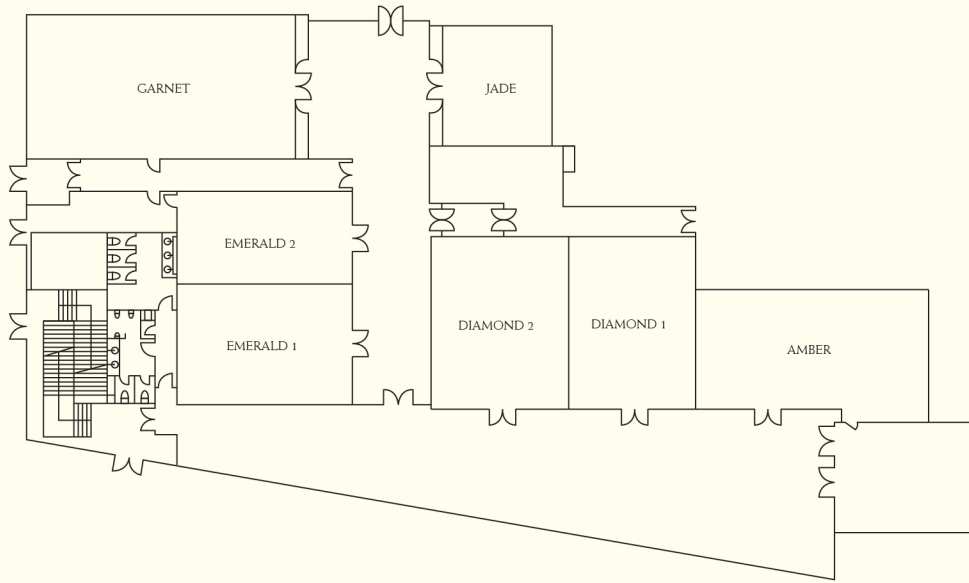 GARNET
JADE
EMERALD 2
EMERALD 1
DIAMOND 2
DIAMOND 1
AMBER